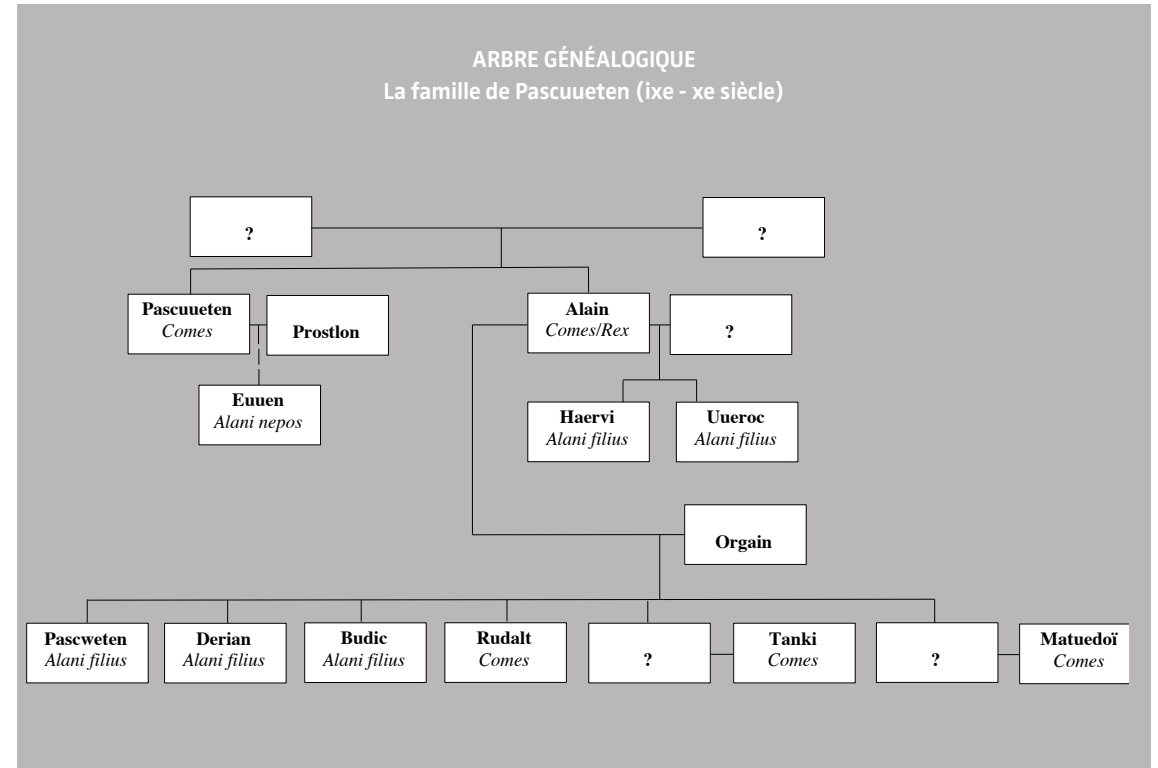 ARBRE GÉNÉALOGIQUE
La famille de Pascuueten (ixe - xe siècle)
?
?
Pascuueten
Comes
Prostlon
Alain
Comes/Rex
?
Euuen
Alani nepos
Haervi
Alani filius
Uueroc
Alani filius
Orgain
Pascweten
Alani filius
Derian
Alani filius
Budic
Alani filius
Rudalt
Comes
?
Tanki
Comes
?
Matuedoï
Comes